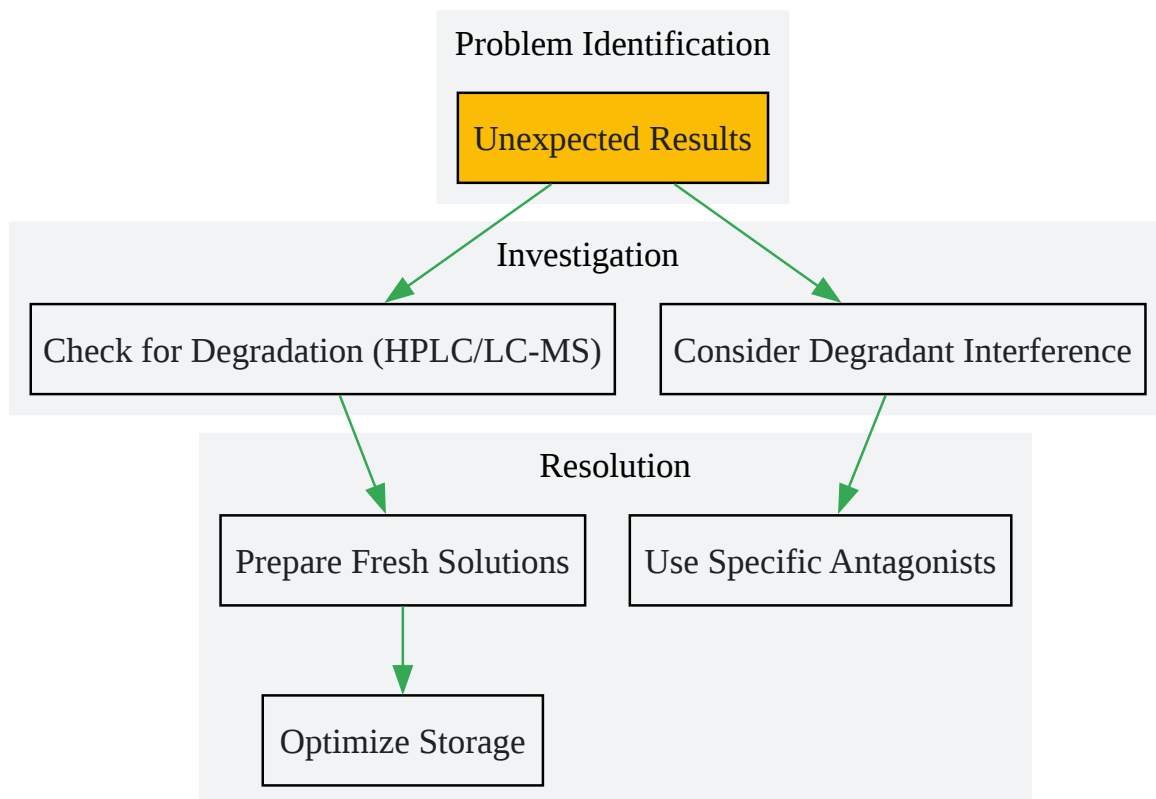 Problem Identification
Unexpected Results
Investigation
Check for Degradation (HPLC/LC-MS)
Consider Degradant Interference
Resolution
Prepare Fresh Solutions
Use Specific Antagonists
Optimize Storage